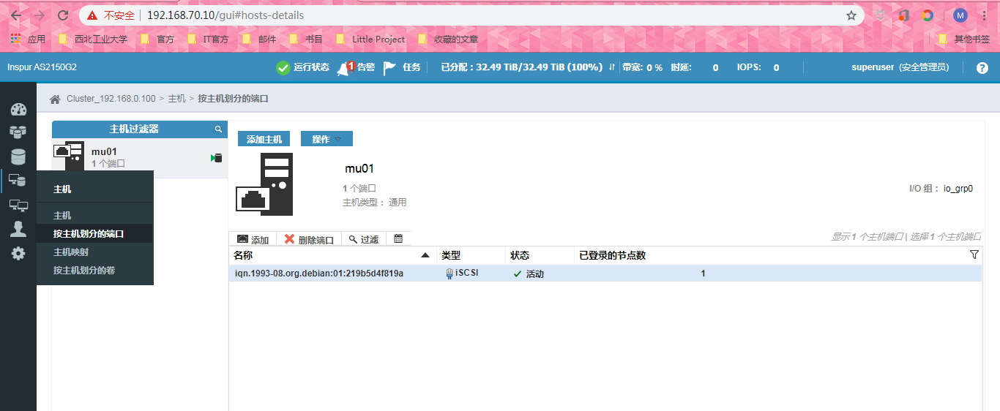 不安全 192.168.70.10/gui#hosts-details M
应用 西北工业大学 官方 IT官方 邮件 书目 Little Project 收藏的文章 其他书签
Inspur AS2150G2 运行状态 1 告警 任务 已分配：32.49 TiB/32.49 TiB (100%) 带宽: 0 % 时延: 0 IOPS: 0 superuser (安全管理员) ?
Cluster_192.168.0.100 > 主机 > 按主机划分的端口
主机过滤器
mu01
1 个端口
主机
主机
按主机划分的端口
主机映射
按主机划分的卷
添加主机 操作
mu01
1 个端口
主机类型： 通用
I/O 组： io_grp0
添加 删除端口 过滤
显示 1 个主机端口 | 选择 1 个主机端口
名称 类型 状态 已登录的节点数
iqn.1993-08.org.debian:01:219b5d4f819a iSCSI 活动 1